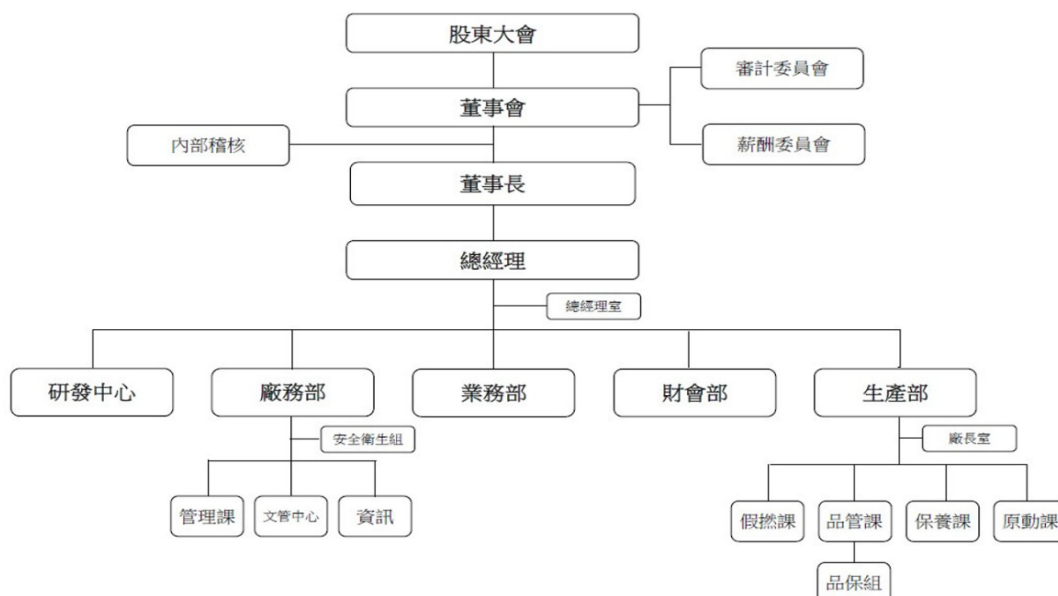 股東大會
審計委員會
董事會
內部稽核
薪酬委員會
董事長
總經理
總經理室
研發中心
廠務部
業務部
財會部
生產部
安全衛生組
廠長室
管理課
文管中心
資訊
假撚課
品管課
保養課
原動課
品保組